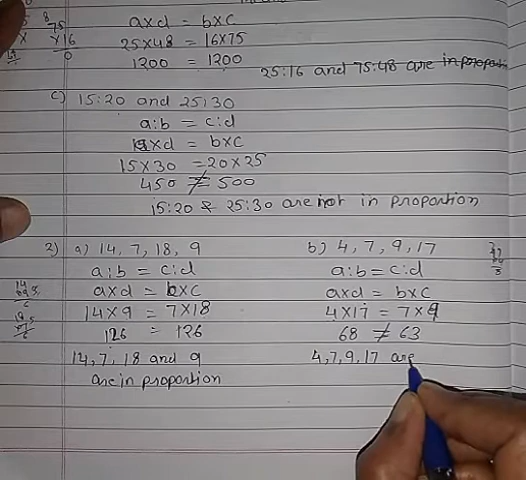 a×d = b×c
25×48 = 16×75
1200 = 1200
25:16 and 75:48 are in
c) 15:20 and 25:30
a:b = c:d
a×d = b×c
15×30 = 20×25
450 ≠ 500
15:20 & 25:30 are not in proportion
2) a) 14, 7, 18, 9
a:b = c:d
a×d = b×c
14×9 = 7×18
126 = 126
14, 7, 18 and 9
are in proportion
b) 4, 7, 9, 17
a:b = c:d
a×d = b×c
4×17 = 7×9
68 ≠ 63
4, 7, 9, 17 are